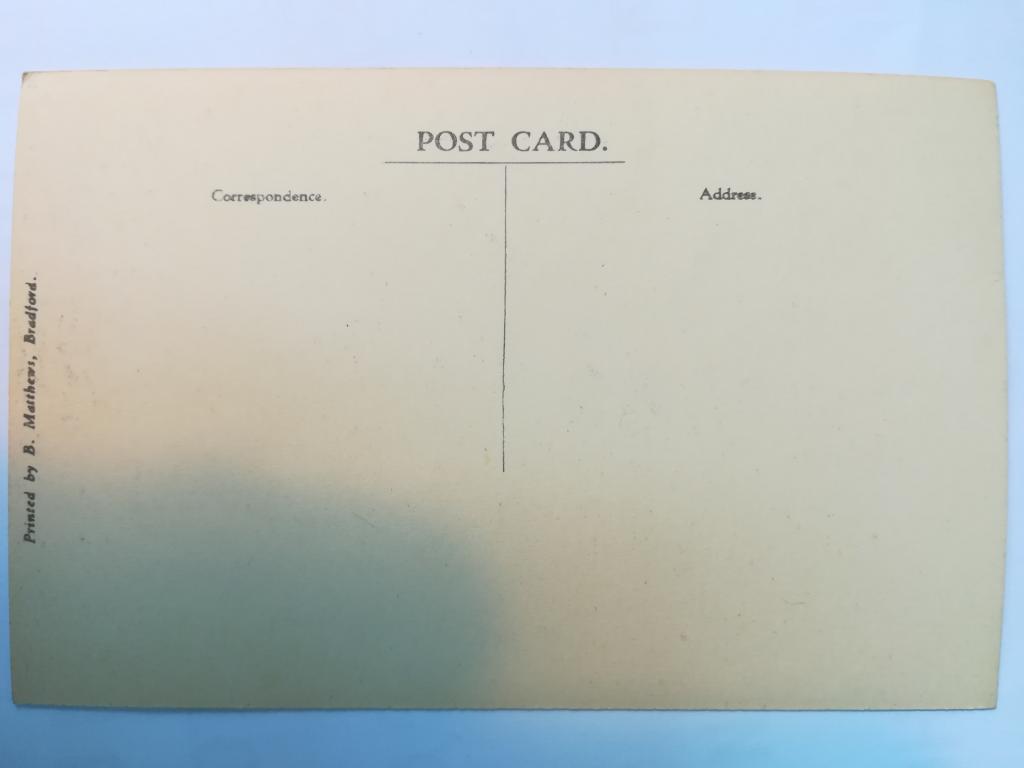 POST CARD.
Correspondence.
Address.
Printed by B. Matthews, Bradford.